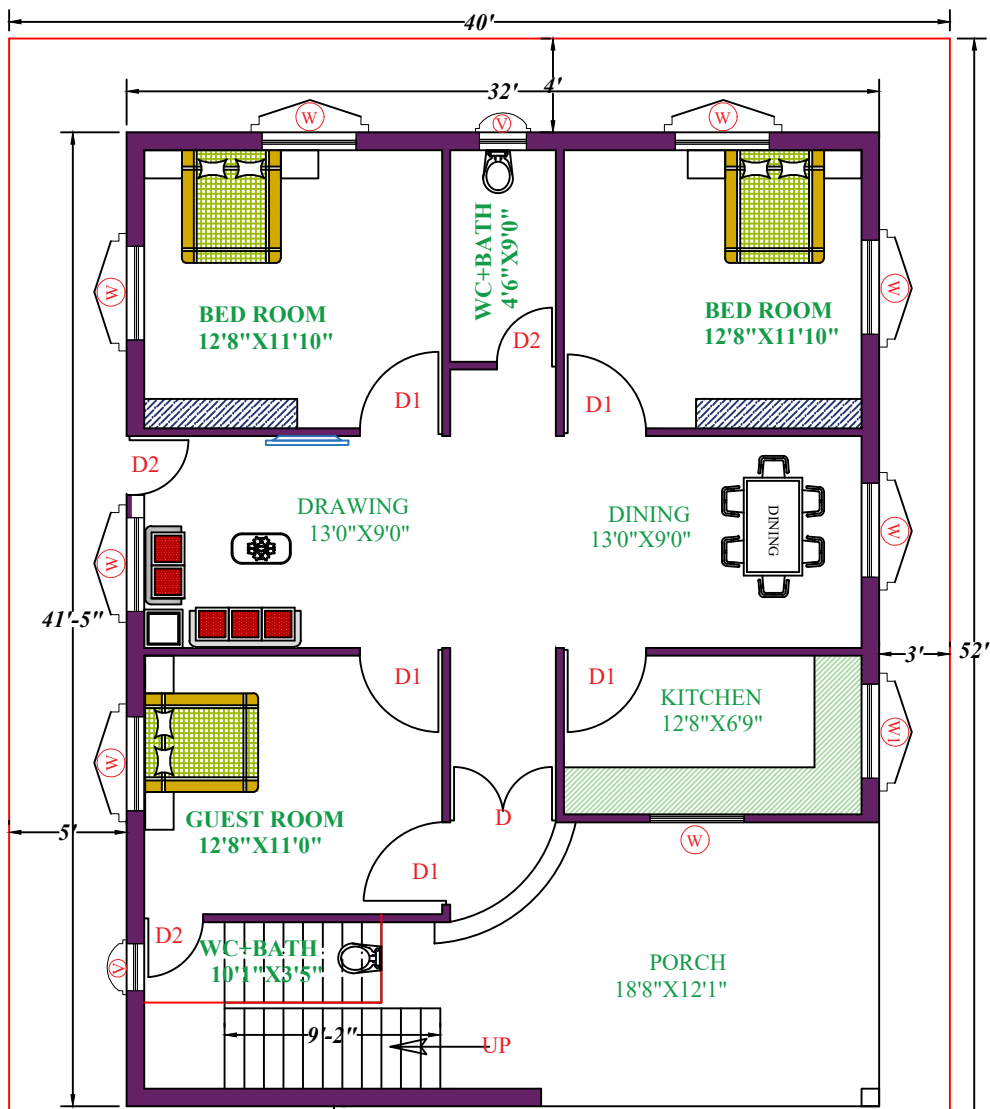 40'
4'
32'
W
V
W
W
WC+BATH
4'6"X9'0"
W
BED ROOM
12'8"X11'10"
BED ROOM
12'8"X11'10"
D2
D1
D1
D2
DRAWING
13'0"X9'0"
DINING
13'0"X9'0"
DINING
W
W
41'-5"
3'
52'
D1
D1
KITCHEN
12'8"X6'9"
W1
W
5'
GUEST ROOM
12'8"X11'0"
D
W
D1
D2
WC+BATH
10'1"X3'5"
V
PORCH
18'8"X12'1"
9'-2"
UP